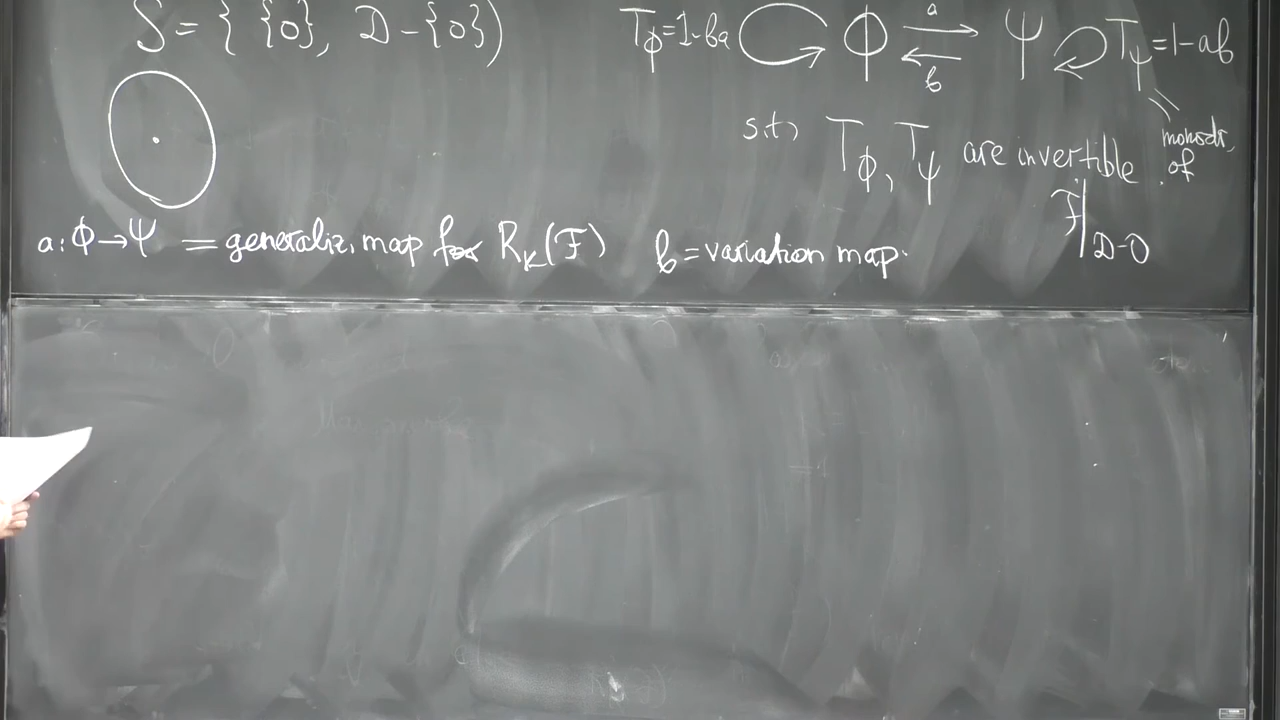 S = { {0}, D - {0} )
T_Φ = 1-ba Φ a Ψ T_Ψ = 1-ab
b
s.t, T_Φ, T_Ψ are invertible.
monodr, of
F|_{D-0}
a: Φ → Ψ = generaliz, map for R_K(F) b = variation map.